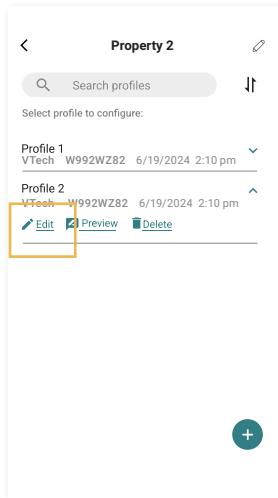 Property 2
Search profiles
Select profile to configure:
Profile 1
VTech W992WZ82 6/19/2024 2:10 pm
Profile 2
VTech W992WZ82 6/19/2024 2:10 pm
Edit Preview Delete